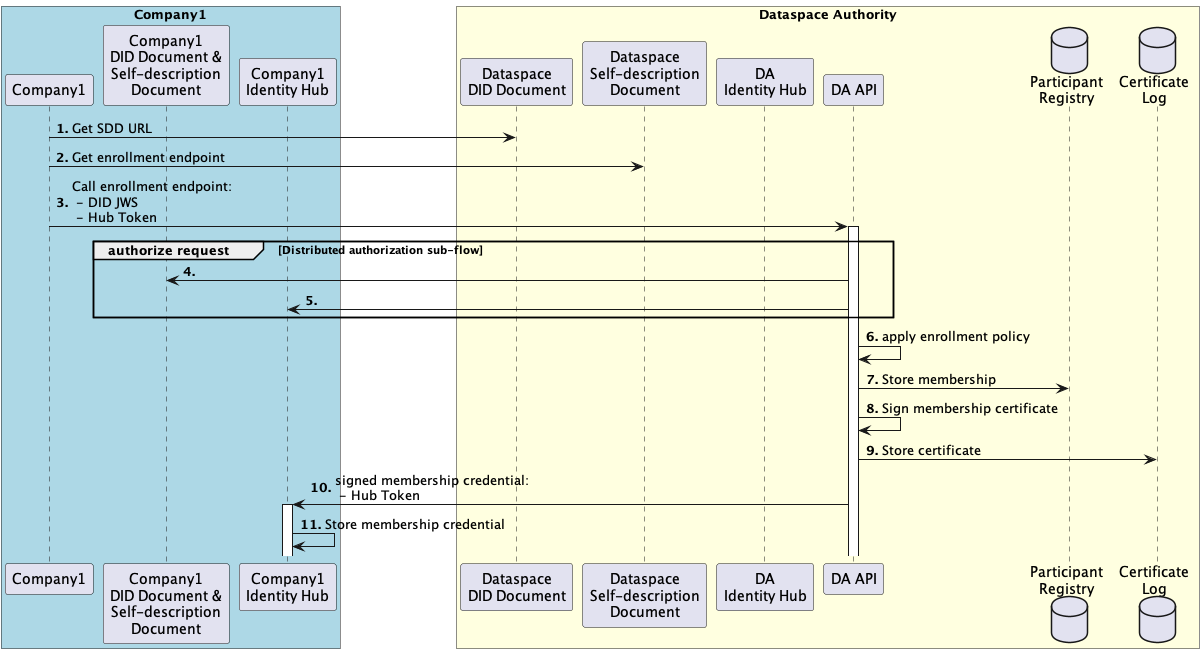 Company1
Dataspace Authority
Company1
Company1
DID Document &
Self-description
Document
Company1
Identity Hub
Dataspace
DID Document
Dataspace
Self-description
Document
DA
Identity Hub
DA API
Participant
Registry
Certificate
Log
1. Get SDD URL
2. Get enrollment endpoint
Call enrollment endpoint:
3. - DID JWS
- Hub Token
authorize request [Distributed authorization sub-flow]
4.
5.
6. apply enrollment policy
7. Store membership
8. Sign membership certificate
9. Store certificate
10. signed membership credential:
- Hub Token
11. Store membership credential
Company1
Company1
DID Document &
Self-description
Document
Company1
Identity Hub
Dataspace
DID Document
Dataspace
Self-description
Document
DA
Identity Hub
DA API
Participant
Registry
Certificate
Log